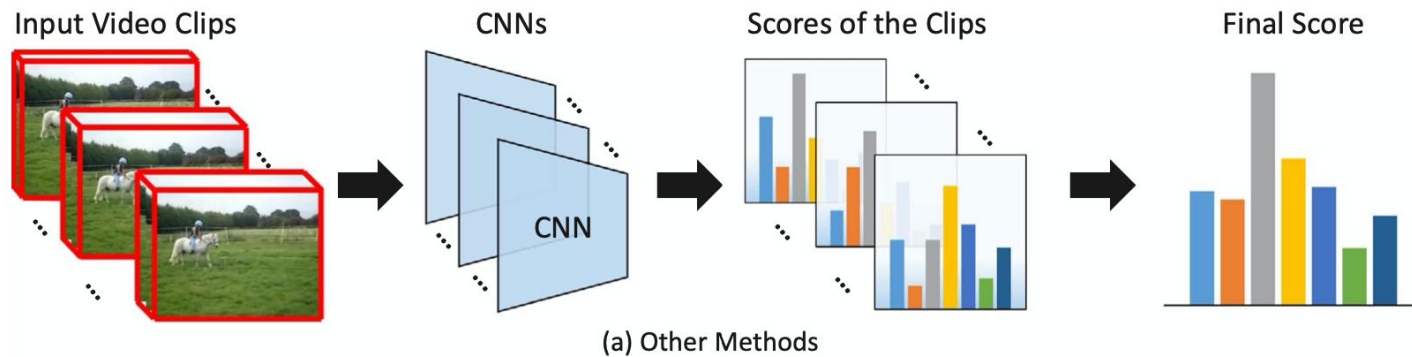 Input Video Clips
CNNs
Scores of the Clips
Final Score
CNN
(a) Other Methods